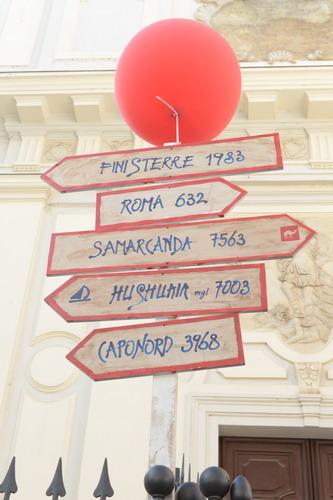 FINISTERRE 1983
ROMA 632
SAMARCANDA 7563
HUSHUAIA mgl 7003
CAPONORD 3968